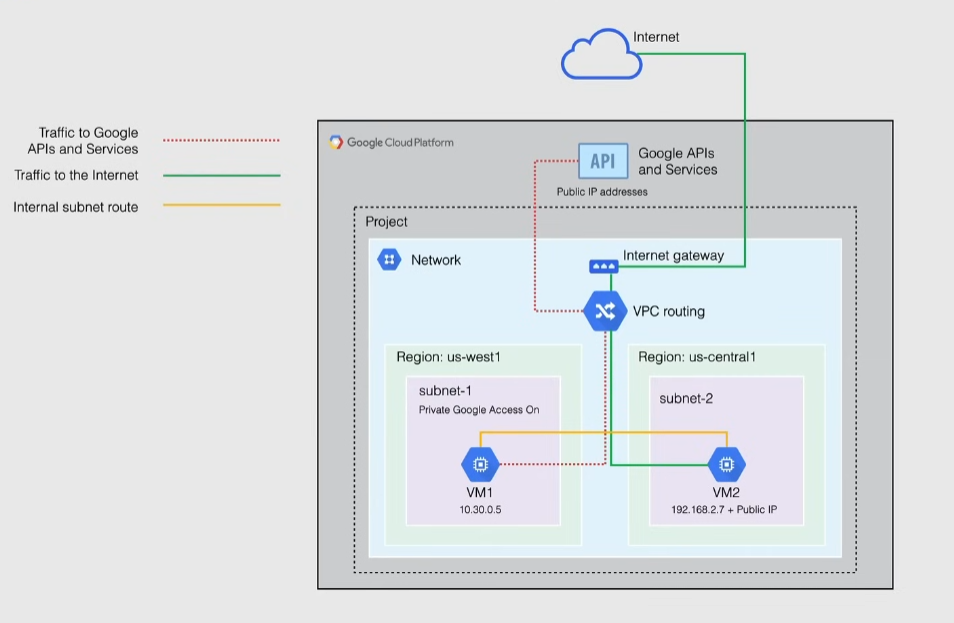 Internet
Traffic to Google
APIs and Services
Traffic to the Internet
Internal subnet route
Google Cloud Platform
API
Google APIs
and Services
Public IP addresses
Project
Network
Internet gateway
VPC routing
Region: us-west1
subnet-1
Private Google Access On
VM1
10.30.0.5
Region: us-central1
subnet-2
VM2
192.168.2.7 + Public IP